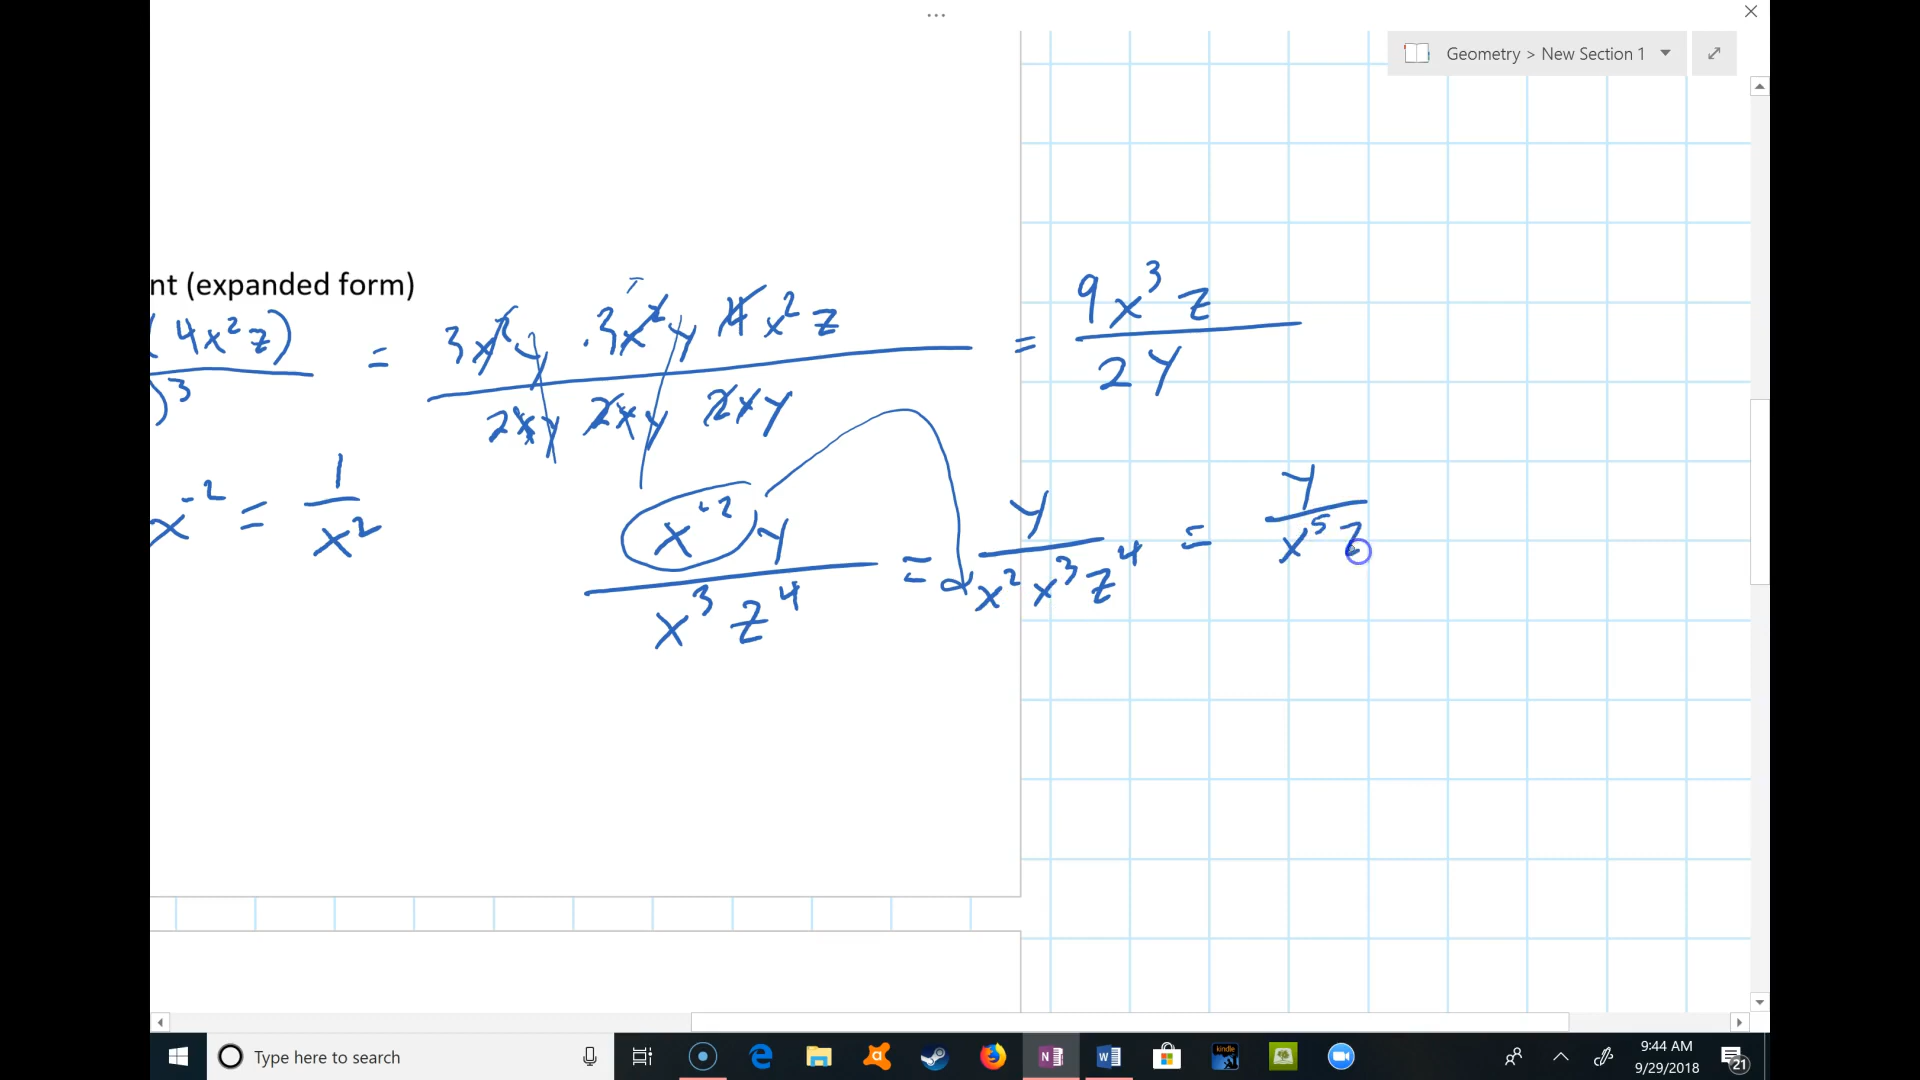 ...
Geometry > New Section 1
nt (expanded form)
( 4x²z) / )³ = 3x²y · 3x²y 4x²z / 2xy 2xy 2xy = 9x³z / 2y
x⁻² = 1 / x²
x⁻²y / x³z⁴ = y / x²x³z⁴ = y / x⁵z
Type here to search
kindle
9:44 AM
9/29/2018
21